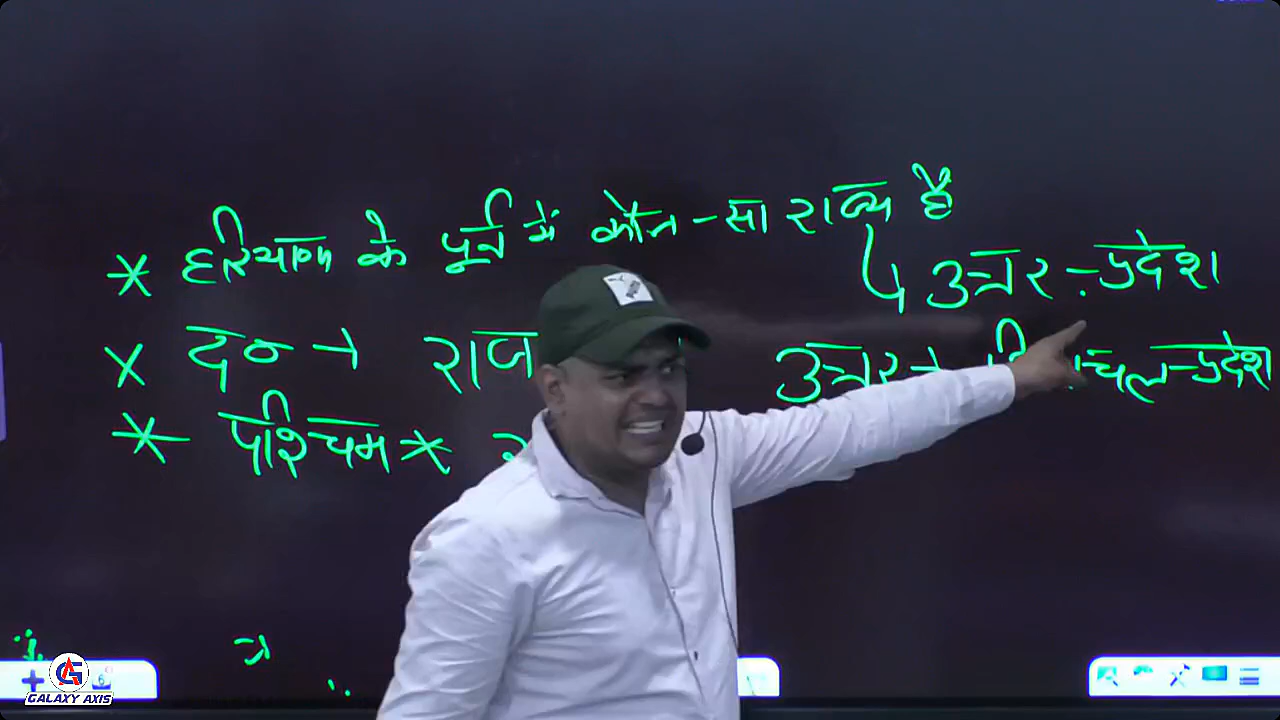 * हरियाणा के पूर्व में कौन-सा राज्य है
↳ उत्तर-प्रदेश
* द० → राज
उत्तर → हिमाचल-प्रदेश
* पश्चिम *
GALAXY AXIS